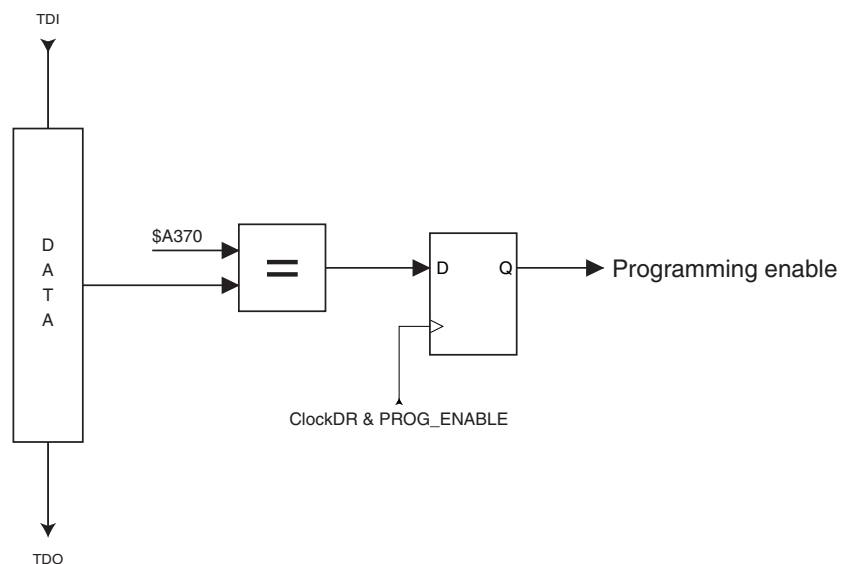 TDI
D
A
T
A
$A370
=
D
Q
Programming enable
ClockDR & PROG_ENABLE
TDO